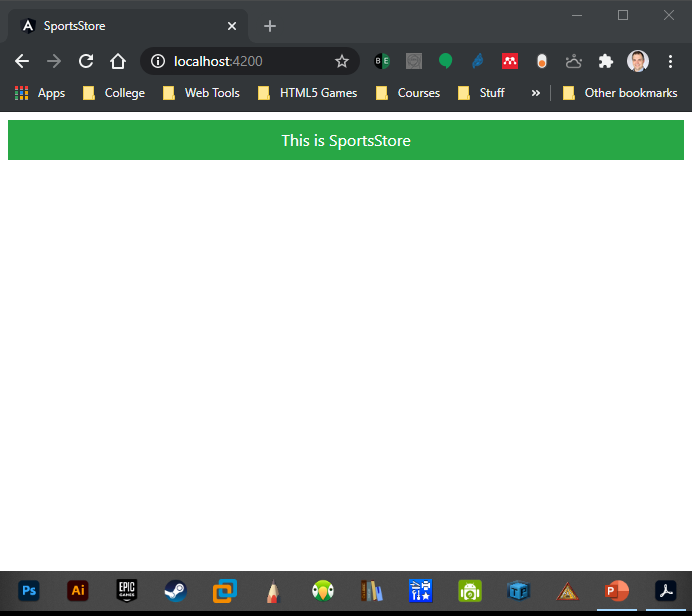 SportsStore
localhost:4200
B E
Apps College Web Tools HTML5 Games Courses Stuff » Other bookmarks
This is SportsStore
Ps Ai EPIC GAMES P